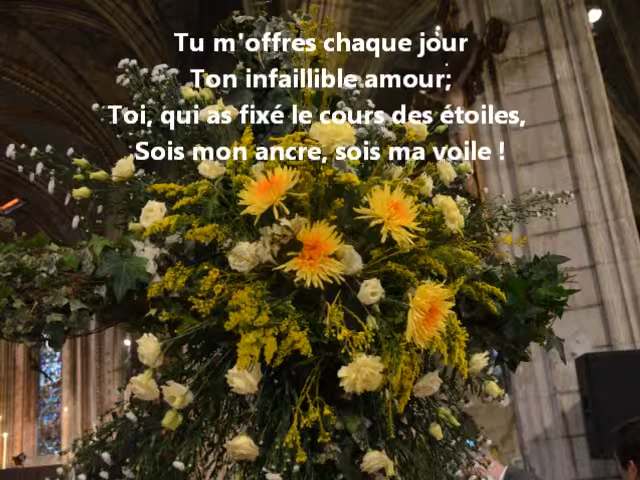 Tu m'offres chaque jour
Ton infaillible amour;
Toi, qui as fixé le cours des étoiles,
Sois mon ancre, sois ma voile !